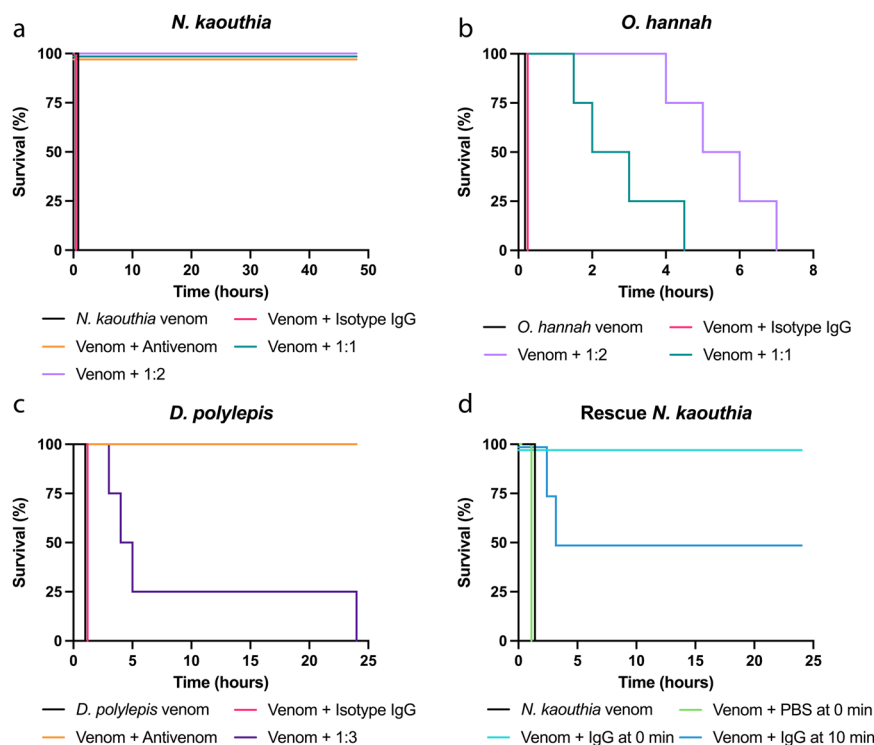 a
N. kaouthia
Survival (%)
100
75
50
25
0
0 10 20 30 40 50
Time (hours)
N. kaouthia venom
Venom + Isotype IgG
Venom + Antivenom
Venom + 1:1
Venom + 1:2
b
O. hannah
Survival (%)
100
75
50
25
0
0 2 4 6 8
Time (hours)
O. hannah venom
Venom + Isotype IgG
Venom + 1:2
Venom + 1:1
c
D. polylepis
Survival (%)
100
75
50
25
0
0 5 10 15 20 25
Time (hours)
D. polylepis venom
Venom + Isotype IgG
Venom + Antivenom
Venom + 1:3
d
Rescue N. kaouthia
Survival (%)
100
75
50
25
0
0 5 10 15 20 25
Time (hours)
N. kaouthia venom
Venom + PBS at 0 min
Venom + IgG at 0 min
Venom + IgG at 10 min